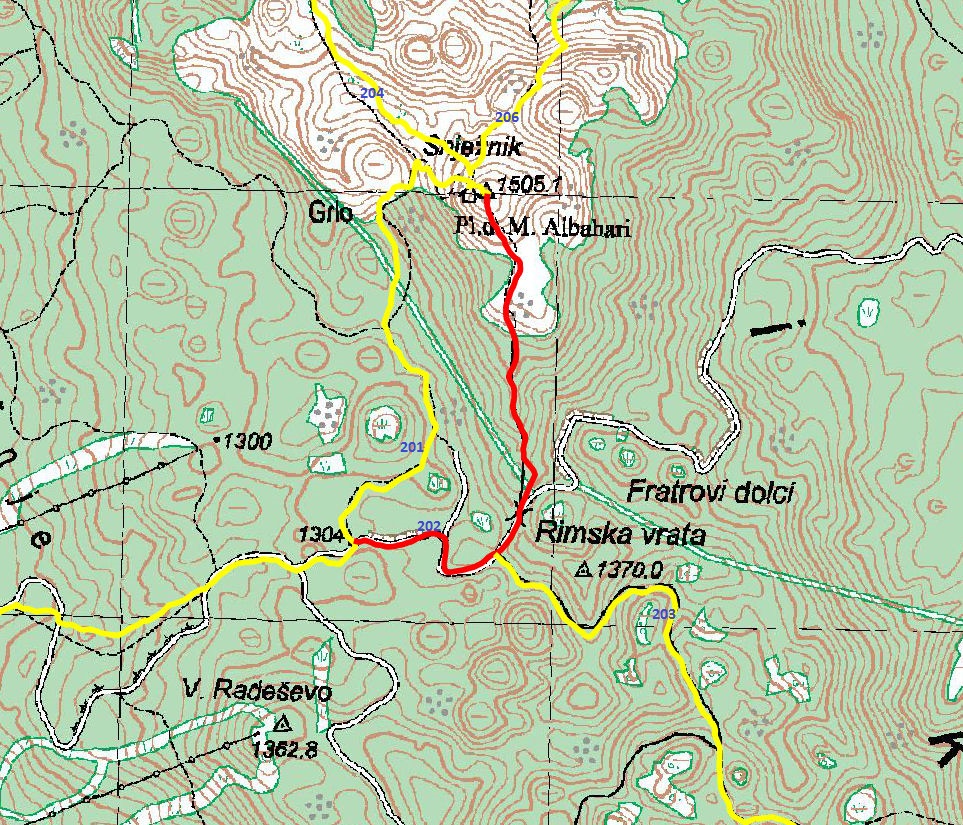 204
206
Snježnik
1505.1
Grlo
Pl.d. M. Albahari
i.
201
1300
Fratrovi dolci
202
1304
Rimska vrata
1370.0
203
e
V. Radeševo
1362.8
K